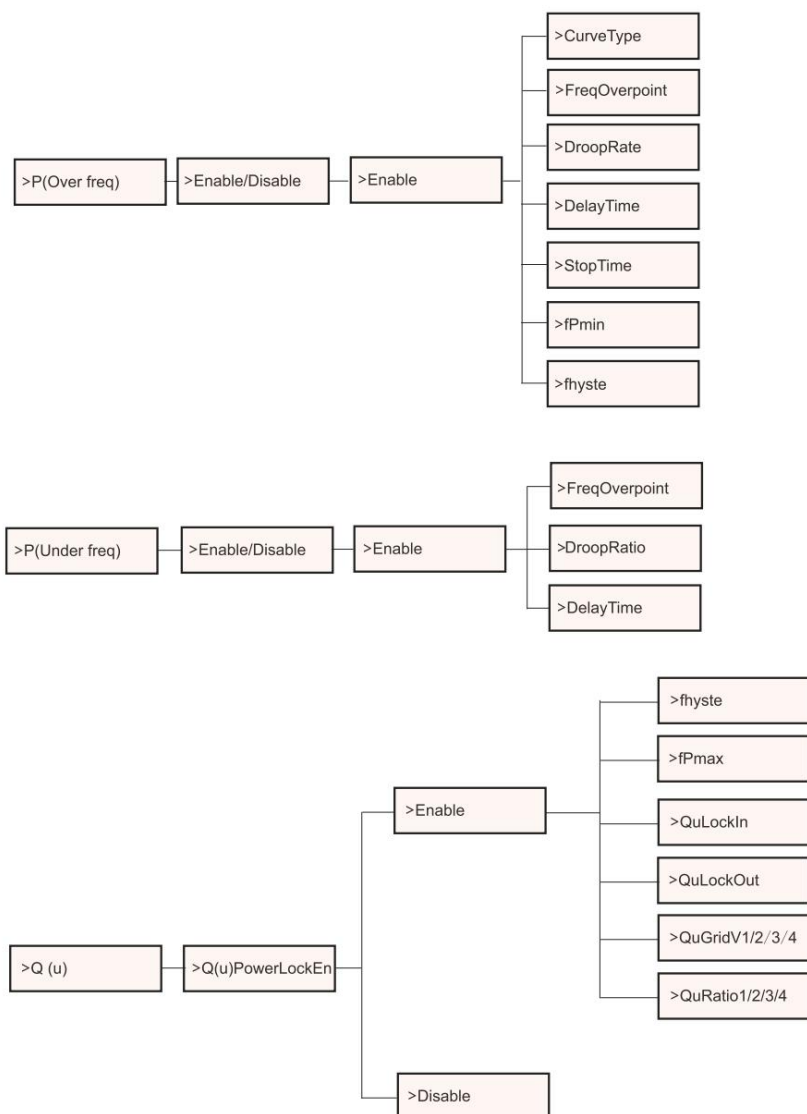 >CurveType
>FreqOverpoint
>DroopRate
>P(Over freq)
>Enable/Disable
>Enable
>DelayTime
>StopTime
>fPmin
>fhyste
>FreqOverpoint
>P(Under freq)
>Enable/Disable
>Enable
>DroopRatio
>DelayTime
>fhyste
>fPmax
>Enable
>QuLockIn
>QuLockOut
>QuGridV1/2/3/4
>Q (u)
>Q(u)PowerLockEn
>QuRatio1/2/3/4
>Disable